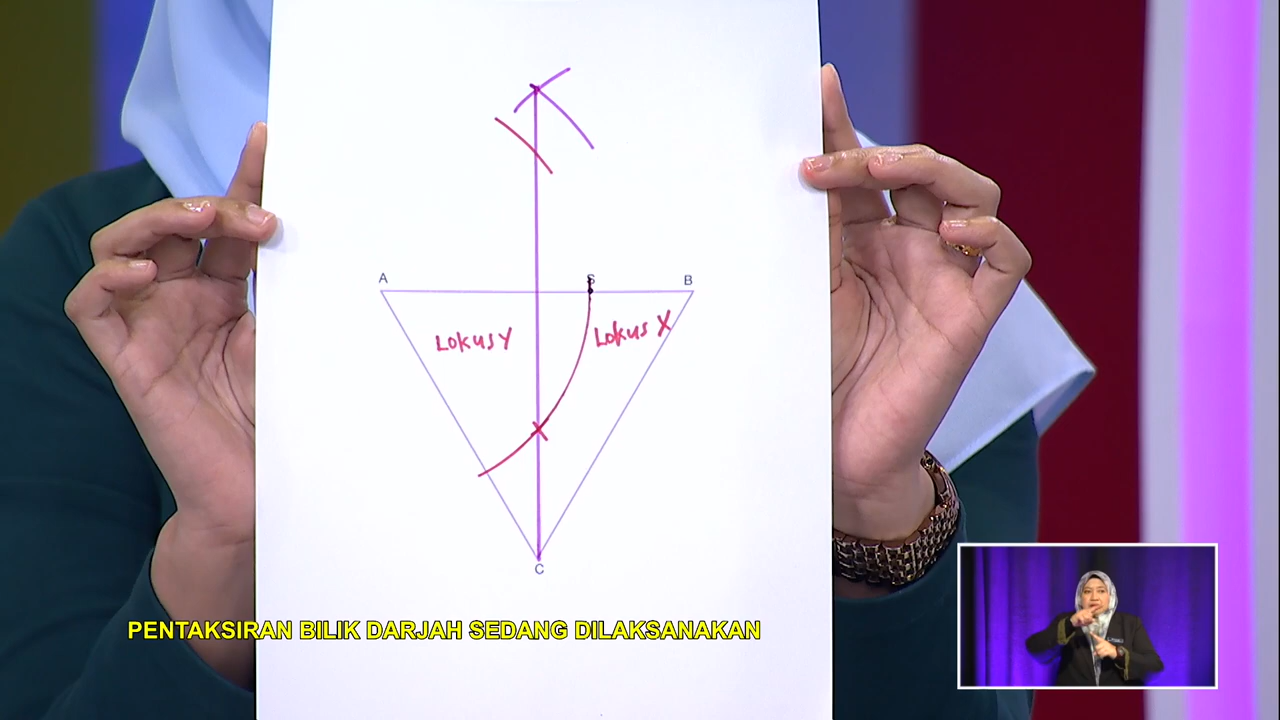 A S B
Lokus Y
Lokus X
C
PENTAKSIRAN BILIK DARJAH SEDANG DILAKSANAKAN